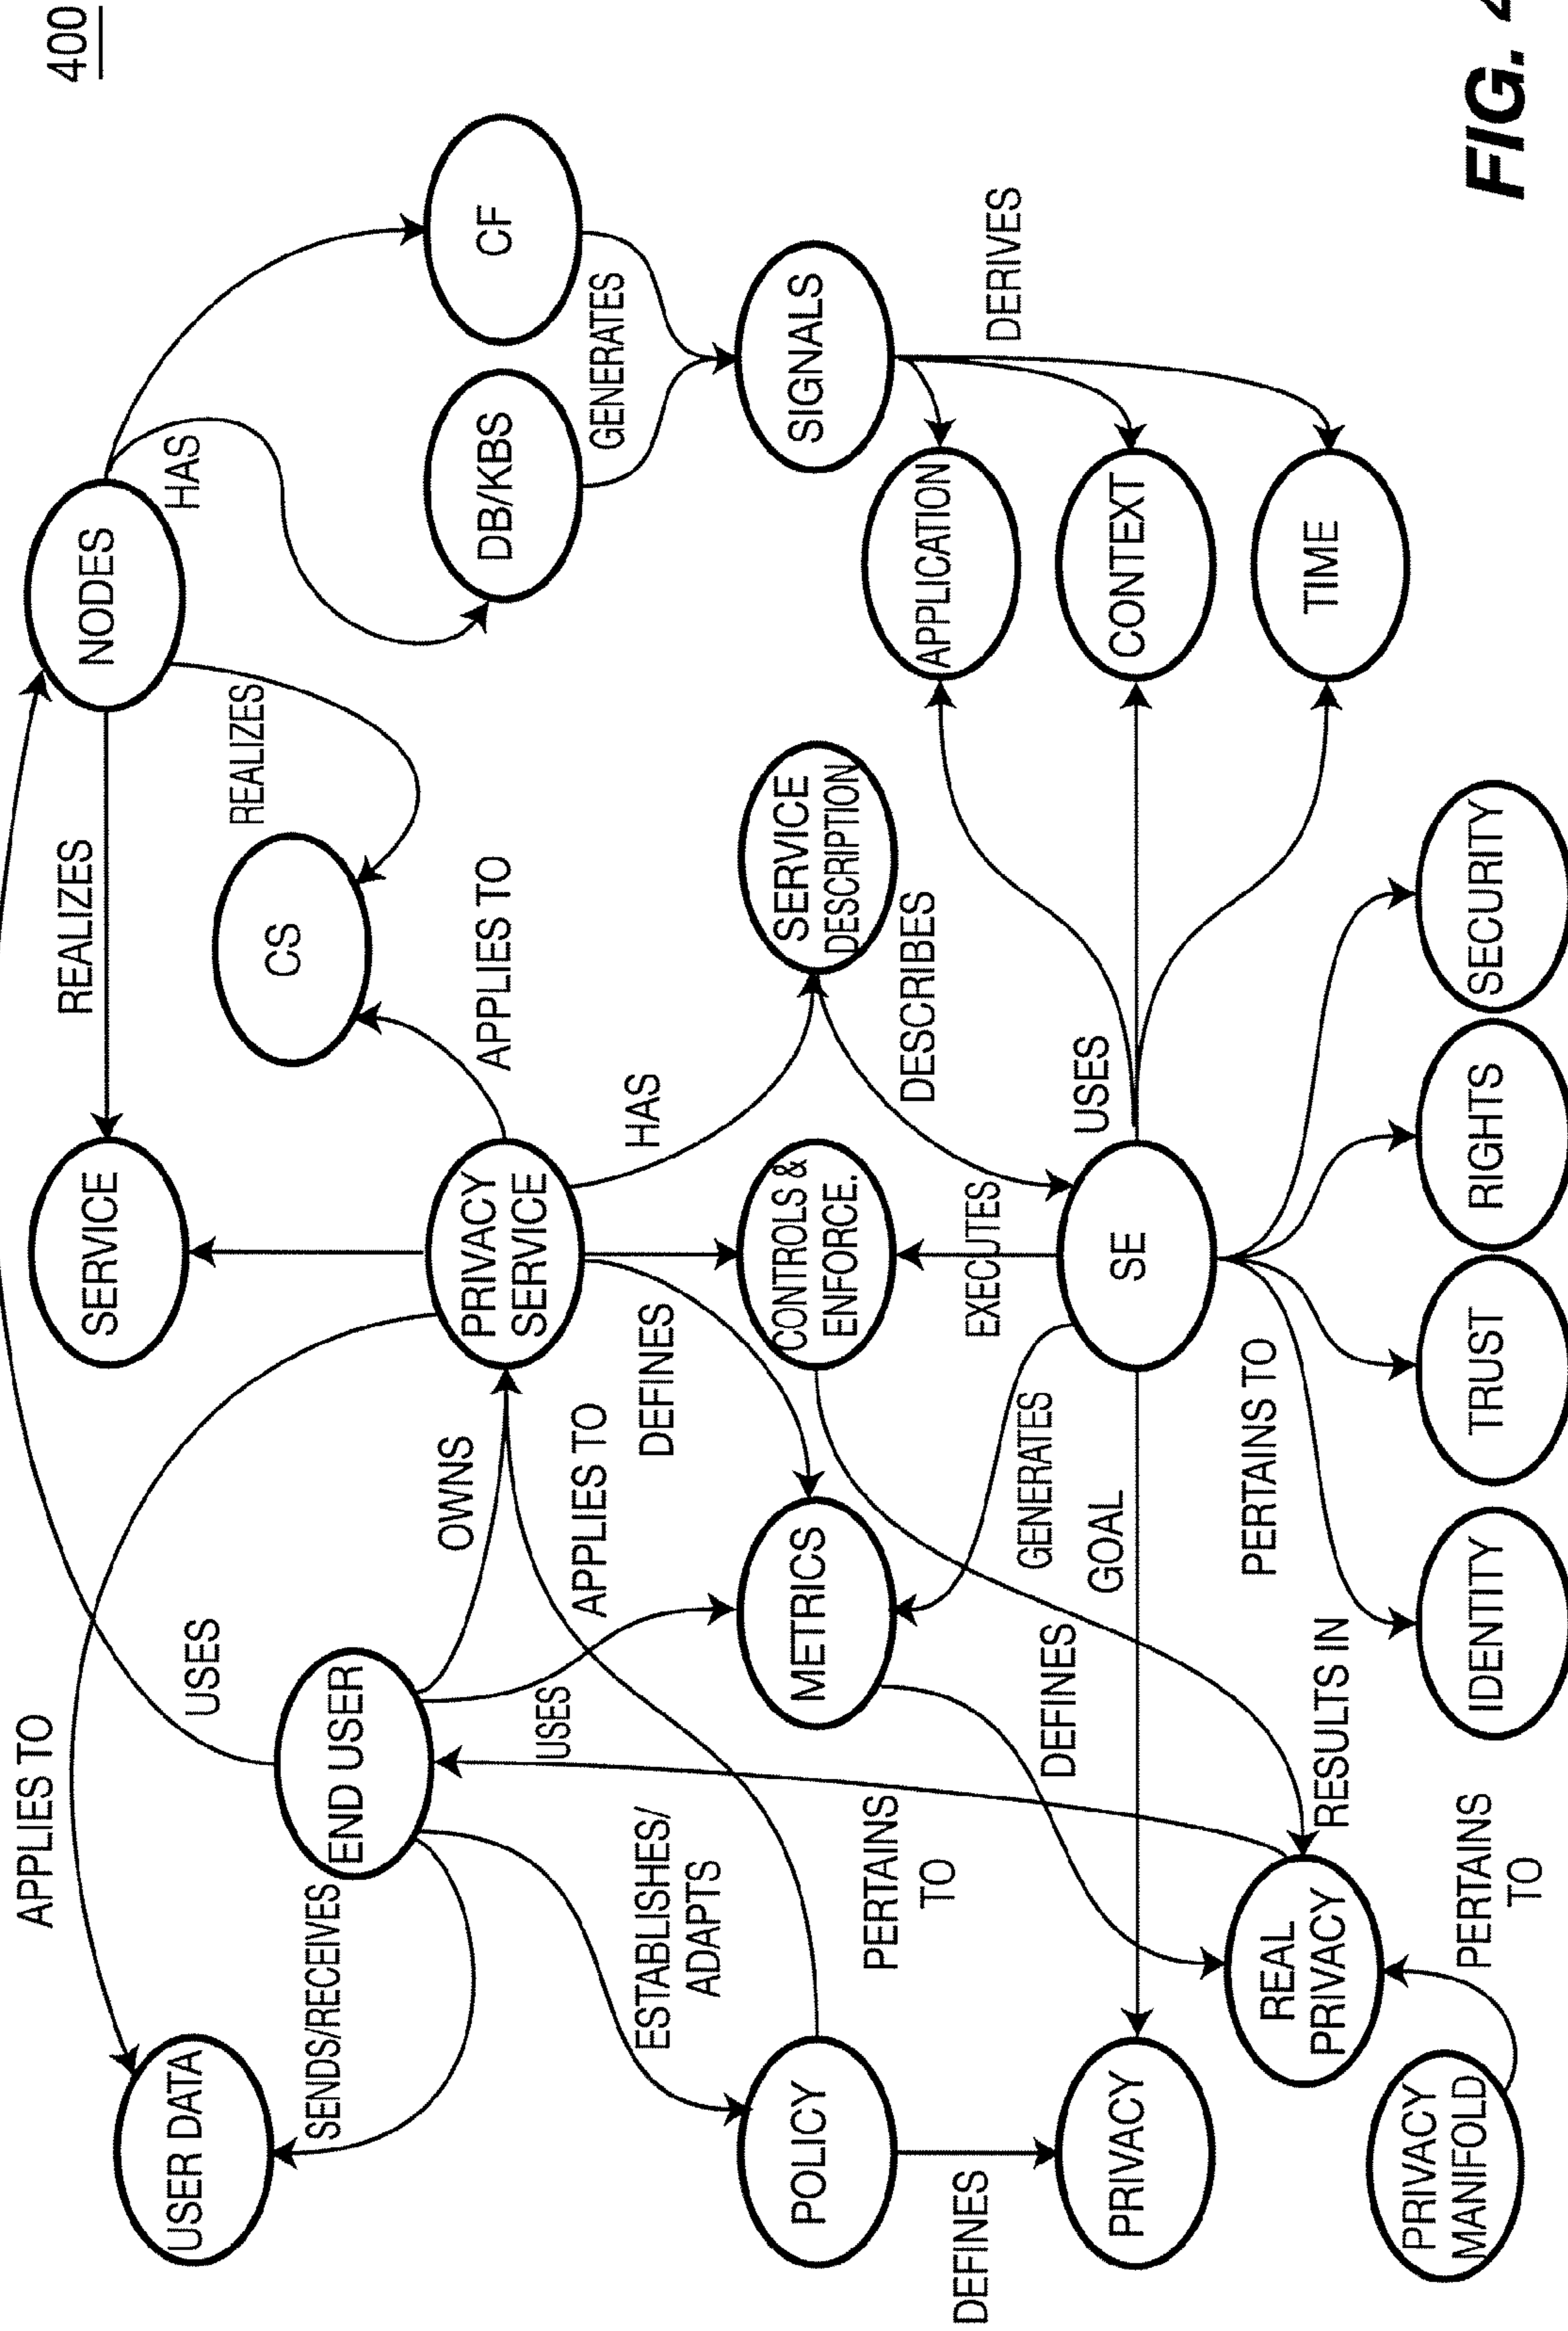 400
APPLIES TO
USES
REALIZES
USER DATA
SERVICE
NODES
SENDS/RECEIVES
END USER
CS
REALIZES
HAS
OWNS
PRIVACY
SERVICE
APPLIES TO
DB/KBS
CF
ESTABLISHES/
ADAPTS
USES
APPLIES TO
DEFINES
HAS
GENERATES
POLICY
METRICS
CONTROLS &
ENFORCE.
SERVICE
DESCRIPTION
SIGNALS
PERTAINS
TO
DESCRIBES
APPLICATION
DEFINES
EXECUTES
DERIVES
GENERATES
DEFINES
GOAL
USES
PRIVACY
SE
CONTEXT
REAL
PRIVACY
RESULTS IN
PERTAINS TO
TIME
PRIVACY
MANIFOLD
PERTAINS
TO
IDENTITY
TRUST
RIGHTS
SECURITY
FIG. 4